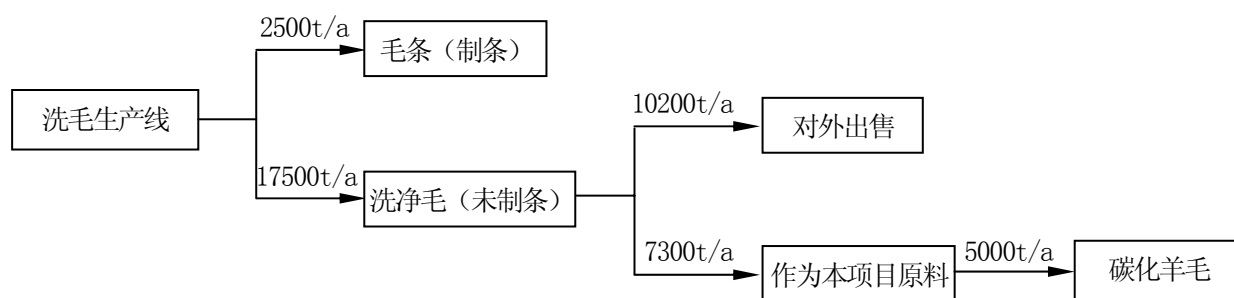 2500t/a
毛条（制条）
洗毛生产线
10200t/a
对外出售
17500t/a
洗净毛（未制条）
7300t/a
作为本项目原料
5000t/a
碳化羊毛